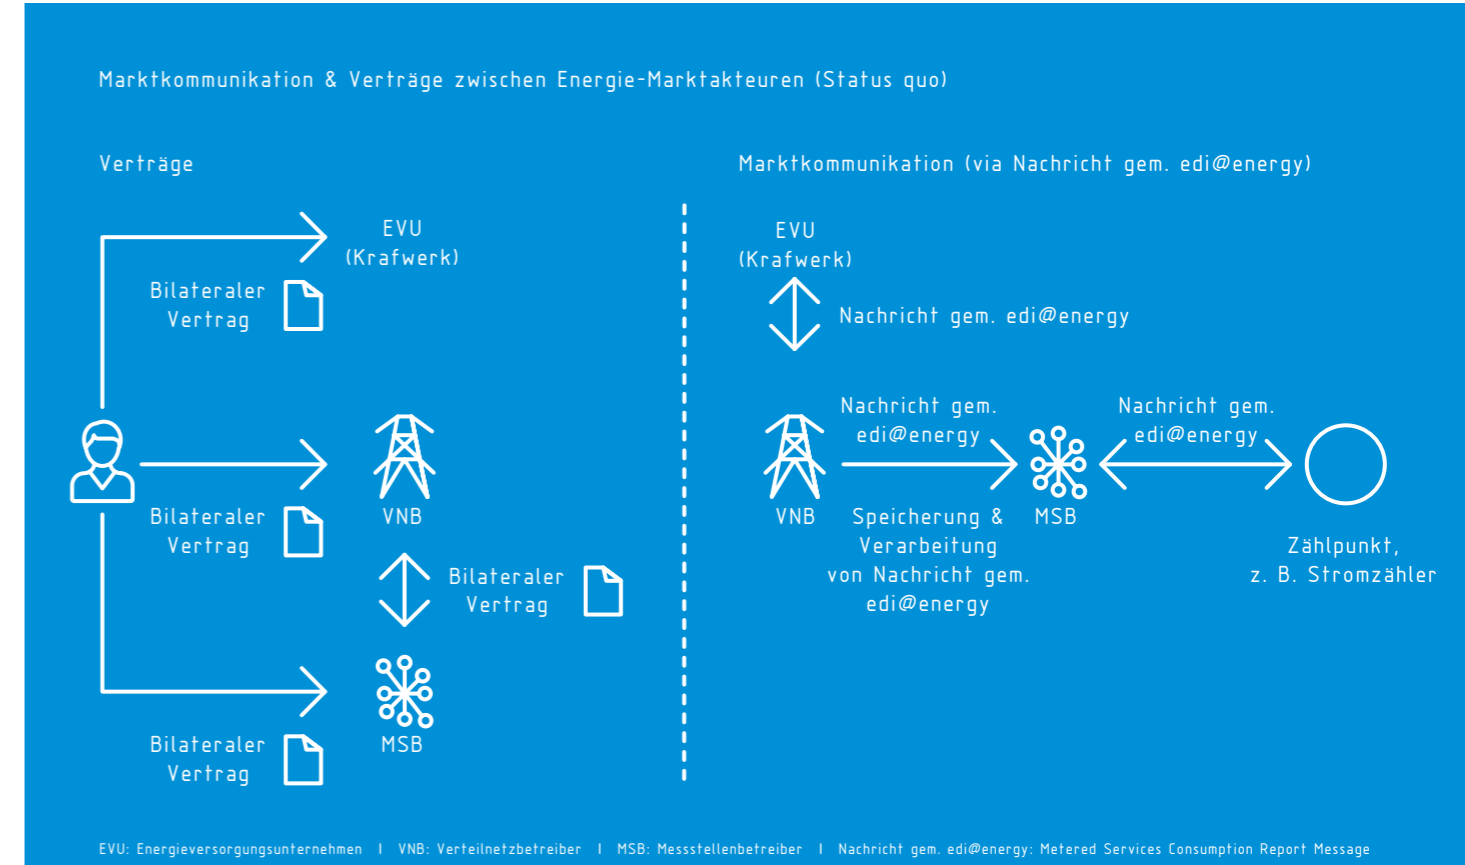 Marktkommunikation & Verträge zwischen Energie-Marktakteuren (Status quo)
Verträge
EVU
(Krafwerk)
Bilateraler
Vertrag
VNB
Bilateraler
Vertrag
Bilateraler
Vertrag
MSB
Bilateraler
Vertrag
Marktkommunikation (via Nachricht gem. edi@energy)
EVU
(Krafwerk)
Nachricht gem. edi@energy
Nachricht gem.
edi@energy
Nachricht gem.
edi@energy
VNB
Speicherung &
Verarbeitung
von Nachricht gem.
edi@energy
MSB
Zählpunkt,
z. B. Stromzähler
EVU: Energieversorgungsunternehmen I VNB: Verteilnetzbetreiber I MSB: Messstellenbetreiber I Nachricht gem. edi@energy: Metered Services Consumption Report Message